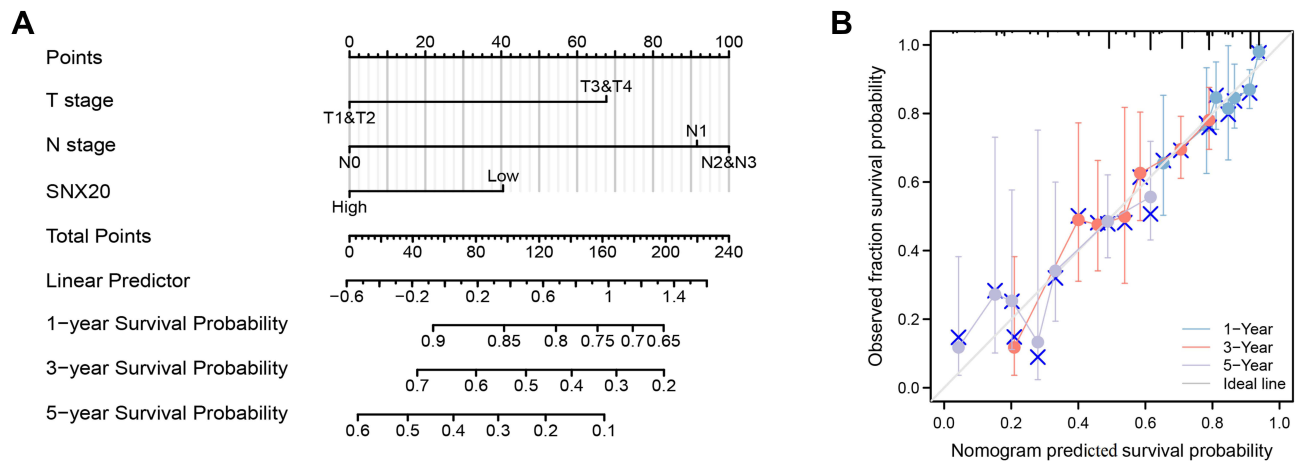 A
B
Points
0 20 40 60 80 100
T stage
T3&T4
T1&T2
N stage
N1
N0
N2&N3
SNX20
Low
High
Total Points
0 40 80 120 160 200 240
Linear Predictor
−0.6 −0.2 0.2 0.6 1 1.4
1−year Survival Probability
0.9 0.85 0.8 0.75 0.7 0.65
3−year Survival Probability
0.7 0.6 0.5 0.4 0.3 0.2
5−year Survival Probability
0.6 0.5 0.4 0.3 0.2 0.1
Observed fraction survival probability
1.0
0.8
0.6
0.4
0.2
0.0
1−Year
3−Year
5−Year
Ideal line
0.0 0.2 0.4 0.6 0.8 1.0
Nomogram predicted survival probability